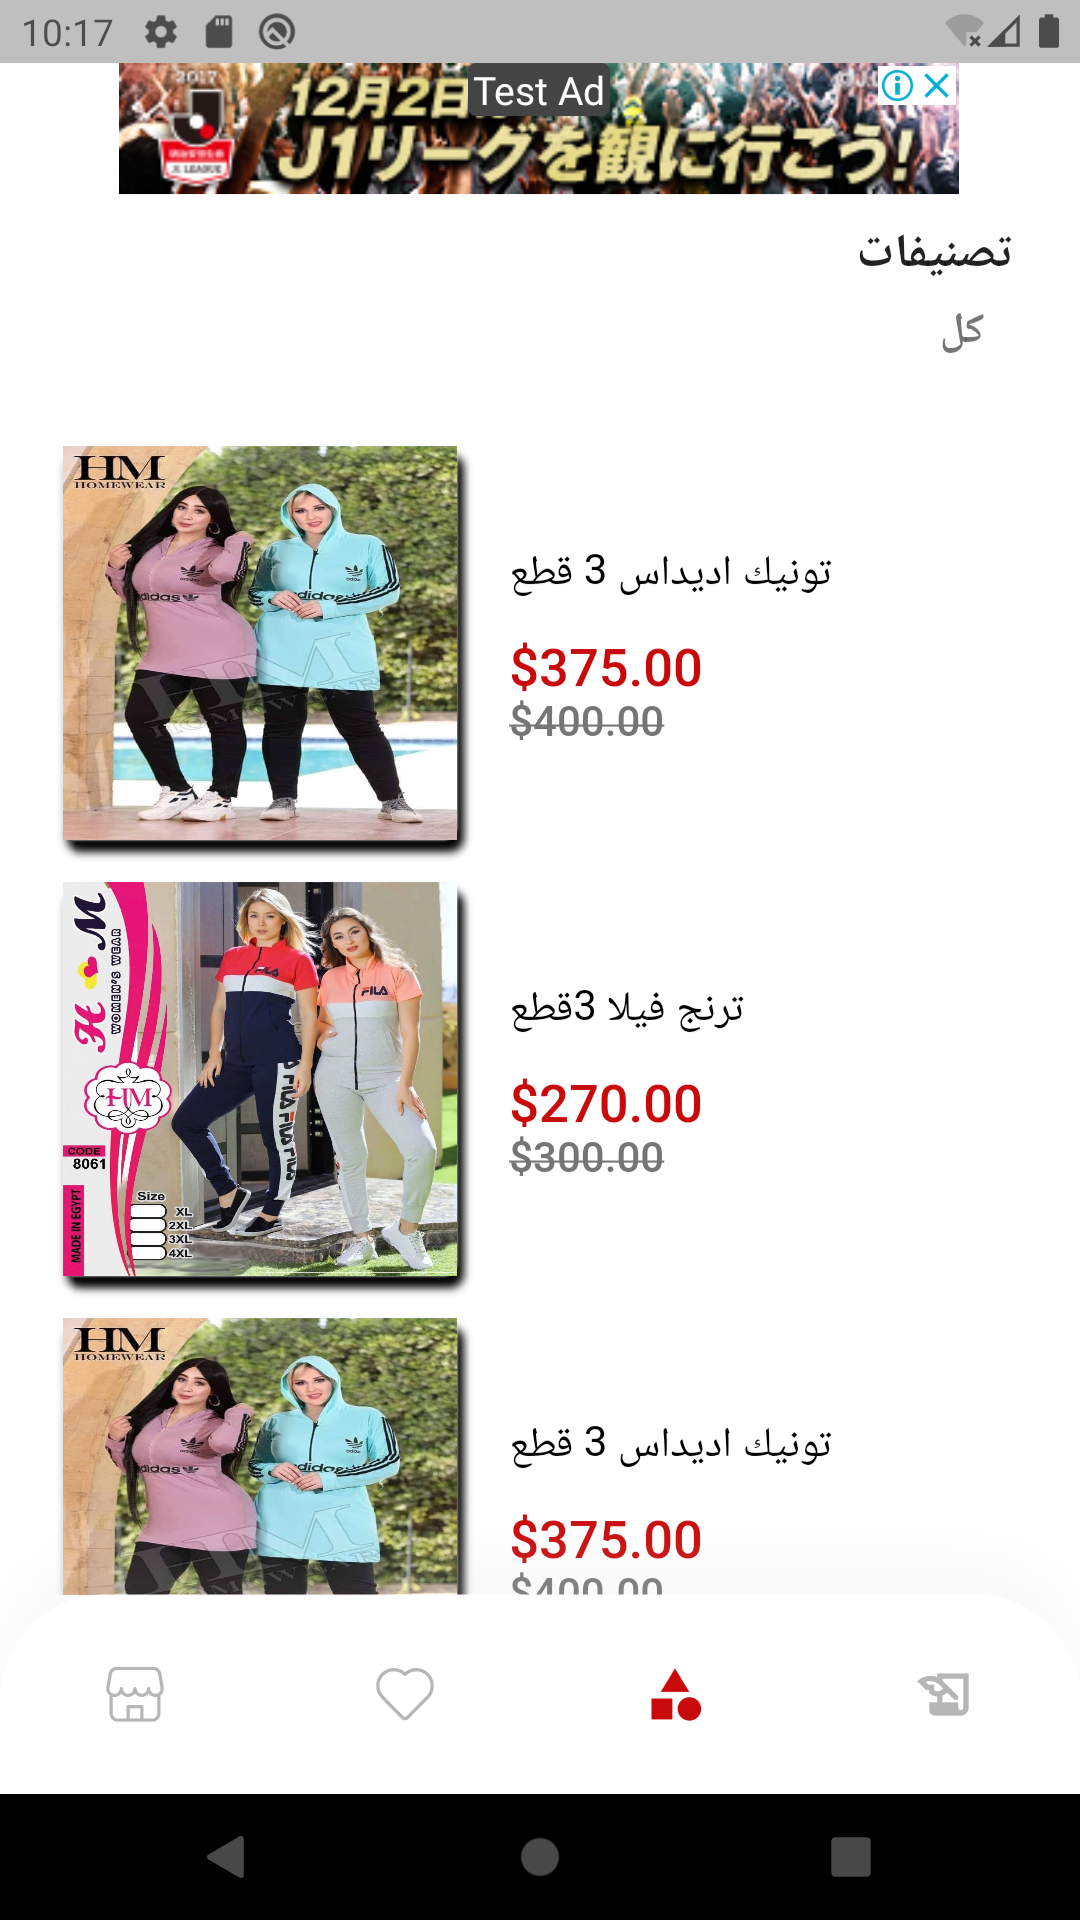 10:17
2017
12月2日
Test Ad
J1リーグを観に行こう!
J.LEAGUE
تصنيفات
كل
HM
HOMEWEAR
adidas
تونيك اديداس 3 قطع
$375.00
$400.00
H M
WOMEN'S WEAR
HM
FILA
FILA
FILA FILA FILA
CODE
8061
MADE IN EGYPT
Size
XL
2XL
3XL
4XL
ترنج فيلا 3قطع
$270.00
$300.00
HM
HOMEWEAR
adidas
تونيك اديداس 3 قطع
$375.00
$400.00